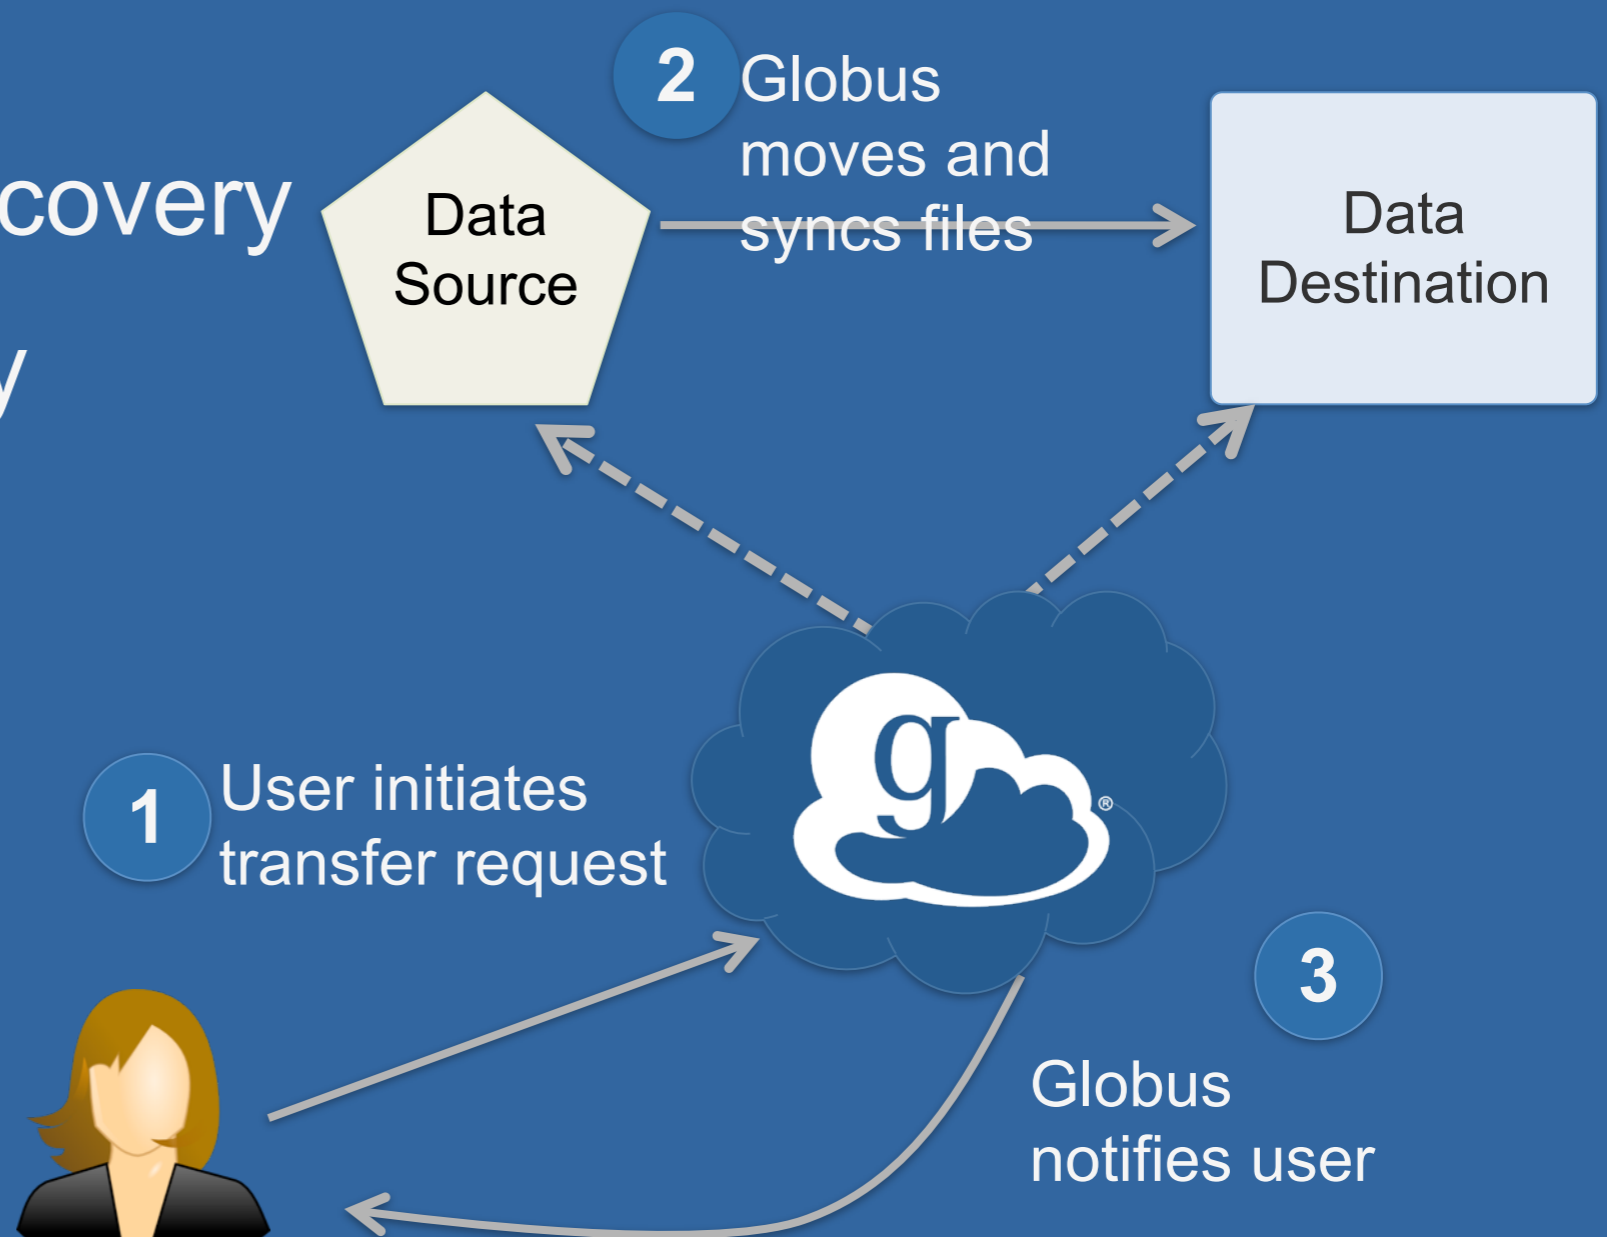 2
Globus
moves and
syncs files
covery
y
Data
Source
Data
Destination
g
®
1
User initiates
transfer request
3
Globus
notifies user